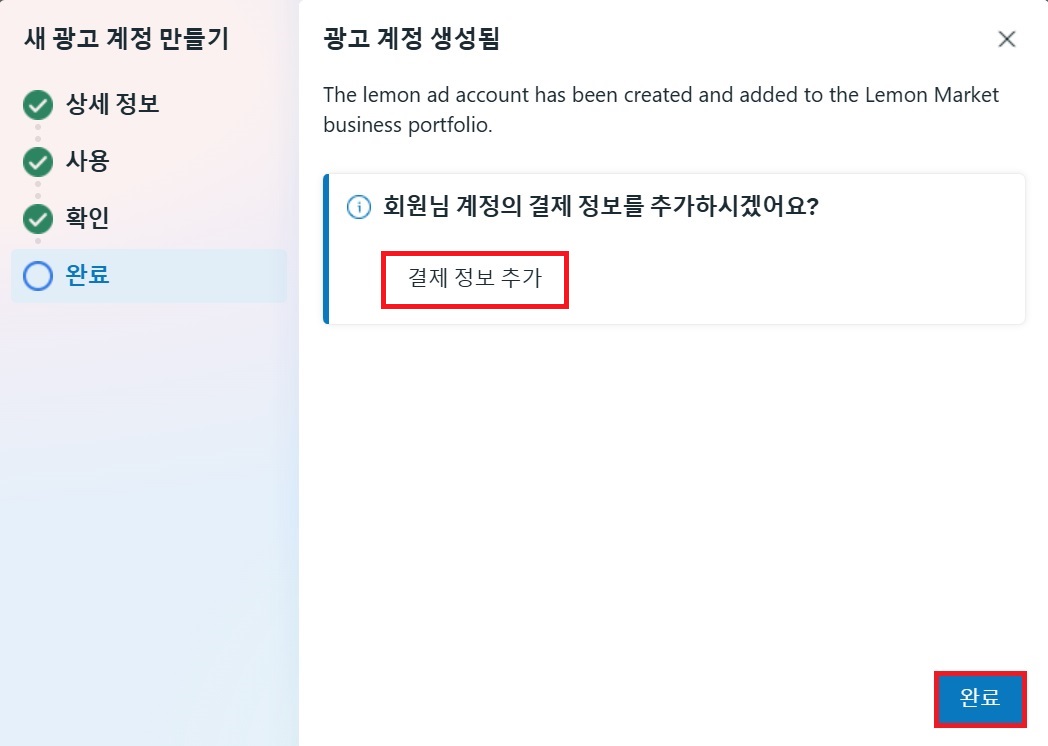 새 광고 계정 만들기
상세 정보
사용
확인
완료
광고 계정 생성됨
The lemon ad account has been created and added to the Lemon Market
business portfolio.
회원님 계정의 결제 정보를 추가하시겠어요?
결제 정보 추가
완료